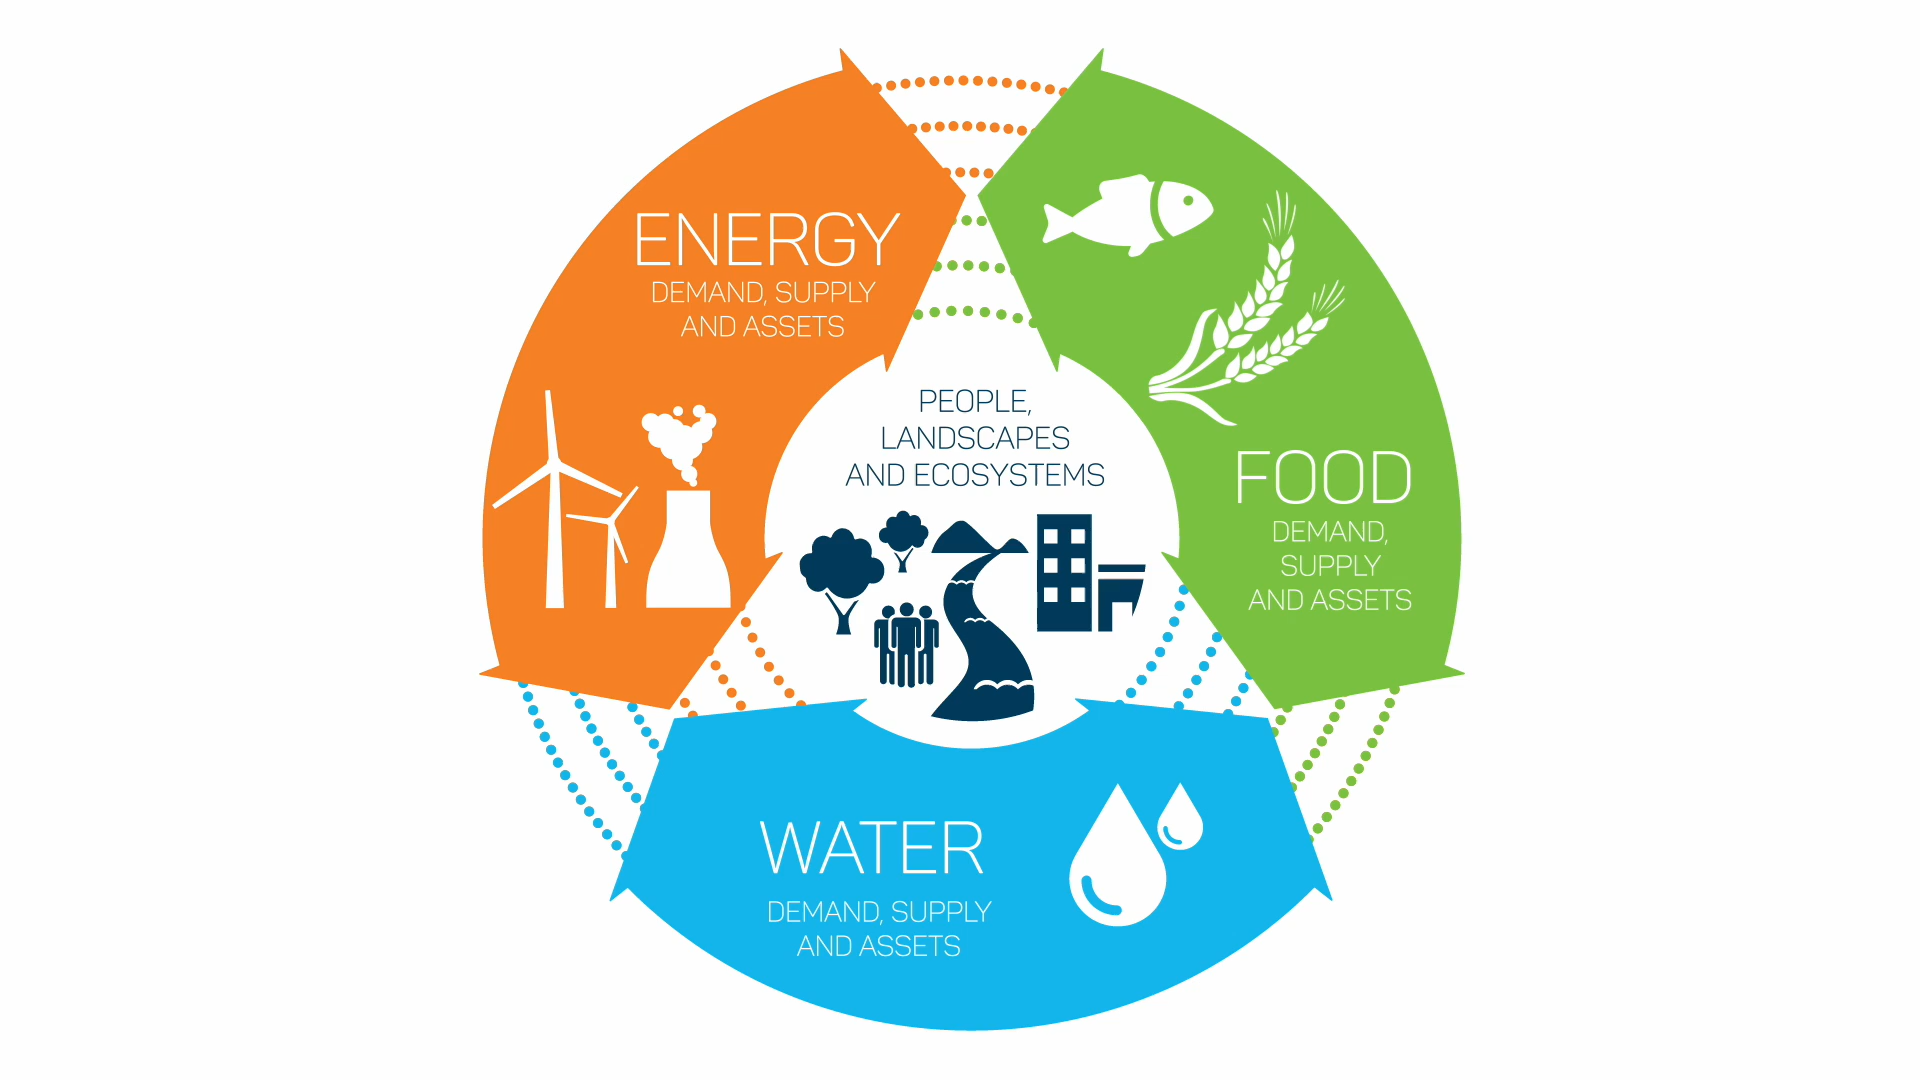 ENERGY
DEMAND, SUPPLY
AND ASSETS
PEOPLE,
LANDSCAPES
AND ECOSYSTEMS
FOOD
DEMAND,
SUPPLY
AND ASSETS
WATER
DEMAND, SUPPLY
AND ASSETS